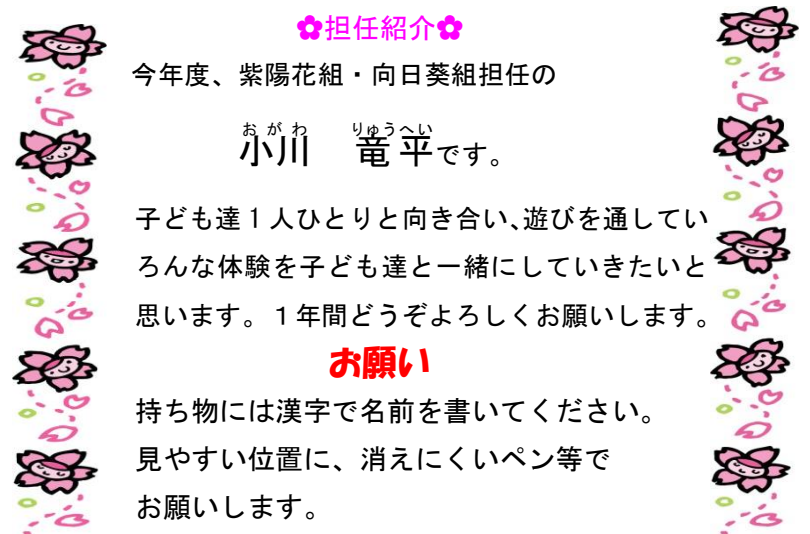 ✿担任紹介✿
今年度、紫陽花組・向日葵組担任の
おがわ　りゅうへい
小川　竜平です。
子ども達１人ひとりと向き合い、遊びを通してい
ろんな体験を子ども達と一緒にしていきたいと
思います。１年間どうぞよろしくお願いします。
お願い
持ち物には漢字で名前を書いてください。
見やすい位置に、消えにくいペン等で
お願いします。